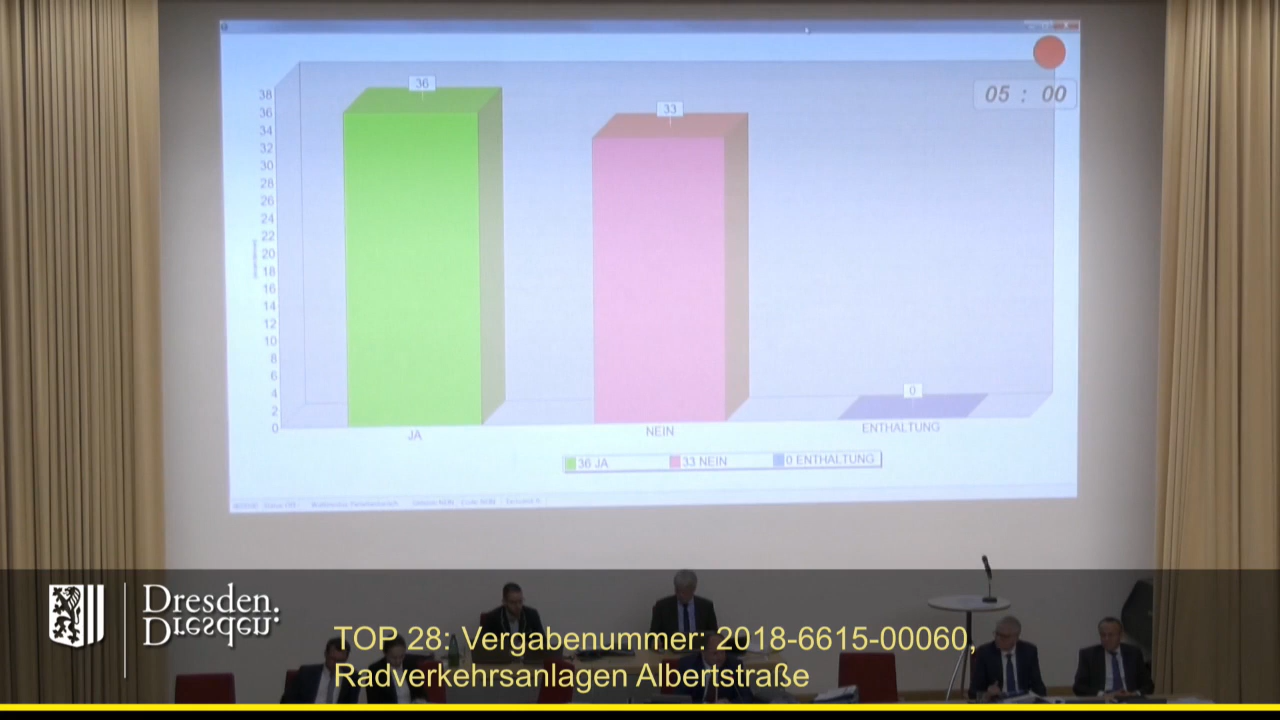 36
33
05 : 00
38
36
34
32
30
28
26
24
22
20
18
16
14
12
10
8
6
4
2
0
0
JA
NEIN
ENTHALTUNG
36 JA
33 NEIN
0 ENTHALTUNG
Dresden.
Dresden.
TOP 28: Vergabenummer: 2018-6615-00060,
Radverkehrsanlagen Albertstraße